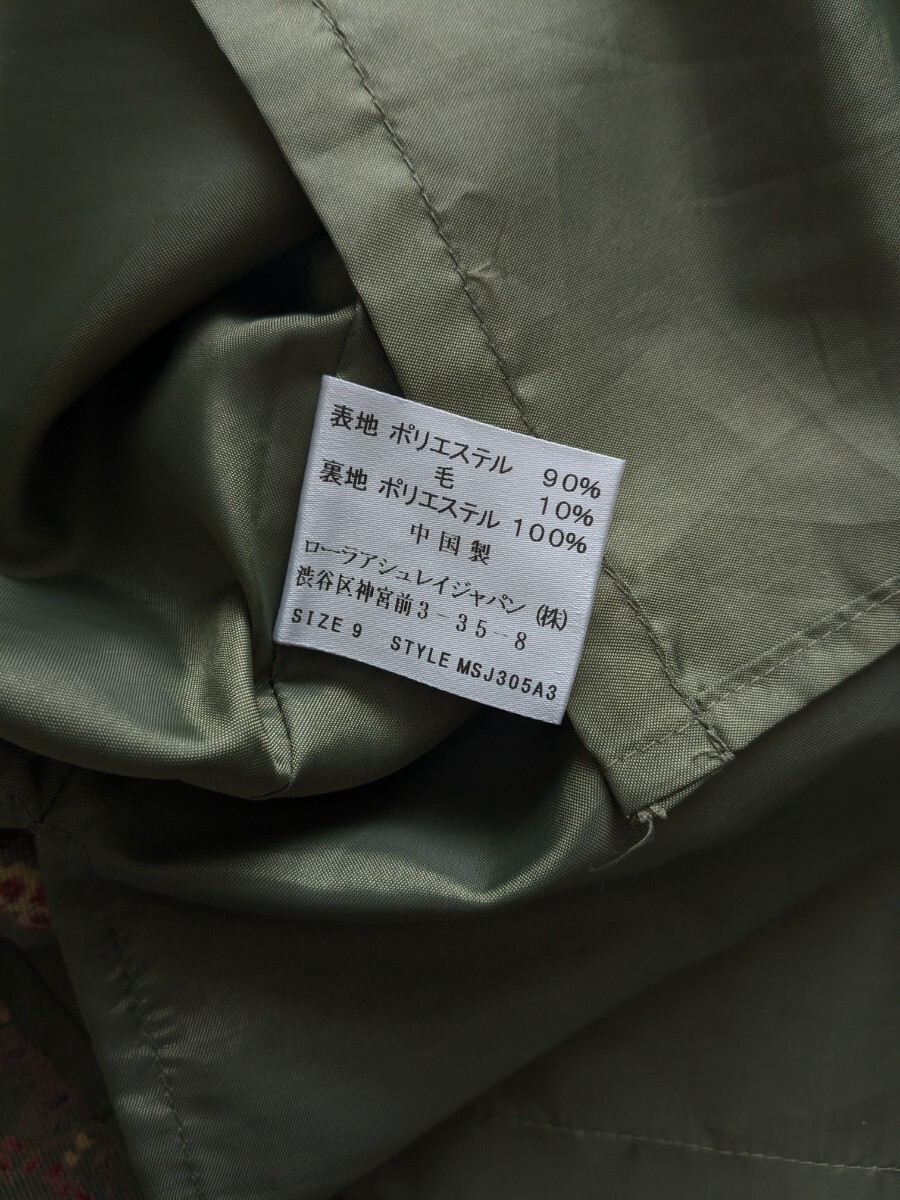 表地 ポリエステル 90%
毛 10%
裏地 ポリエステル 100%
中国製
ローラアシュレイジャパン(株)
渋谷区神宮前3-35-8
SIZE 9 STYLE MSJ305A3